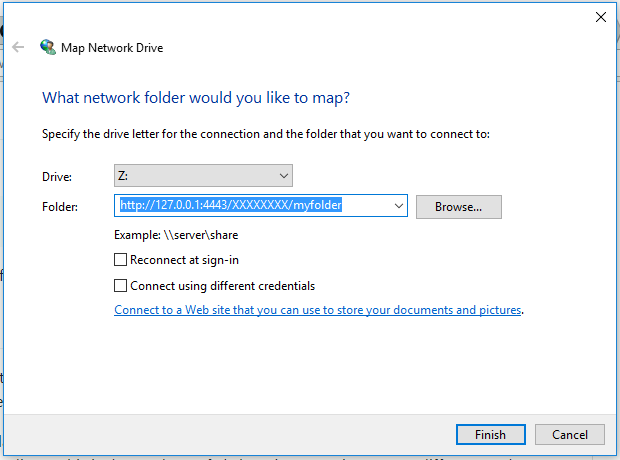 Map Network Drive
What network folder would you like to map?
Specify the drive letter for the connection and the folder that you want to connect to:
Drive: Z:
Folder: http://127.0.0.1:4443/XXXXXXXX/myfolder Browse...
Example: \\server\share
Reconnect at sign-in
Connect using different credentials
Connect to a Web site that you can use to store your documents and pictures.
Finish Cancel